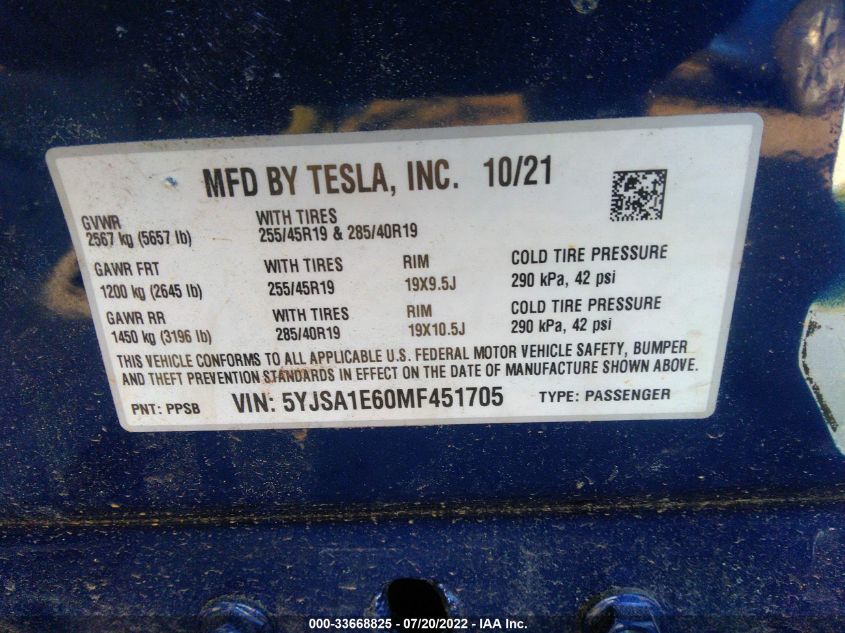 MFD BY TESLA, INC. 10/21
GVWR
2567 kg (5657 lb)
WITH TIRES
255/45R19 & 285/40R19
GAWR FRT
1200 kg (2645 lb)
WITH TIRES
255/45R19
RIM
19X9.5J
COLD TIRE PRESSURE
290 kPa, 42 psi
GAWR RR
1450 kg (3196 lb)
WITH TIRES
285/40R19
RIM
19X10.5J
COLD TIRE PRESSURE
290 kPa, 42 psi
THIS VEHICLE CONFORMS TO ALL APPLICABLE U.S. FEDERAL MOTOR VEHICLE SAFETY, BUMPER
AND THEFT PREVENTION STANDARDS IN EFFECT ON THE DATE OF MANUFACTURE SHOWN ABOVE.
PNT: PPSB VIN: 5YJSA1E60MF451705 TYPE: PASSENGER
000-33668825 - 07/20/2022 - IAA Inc.